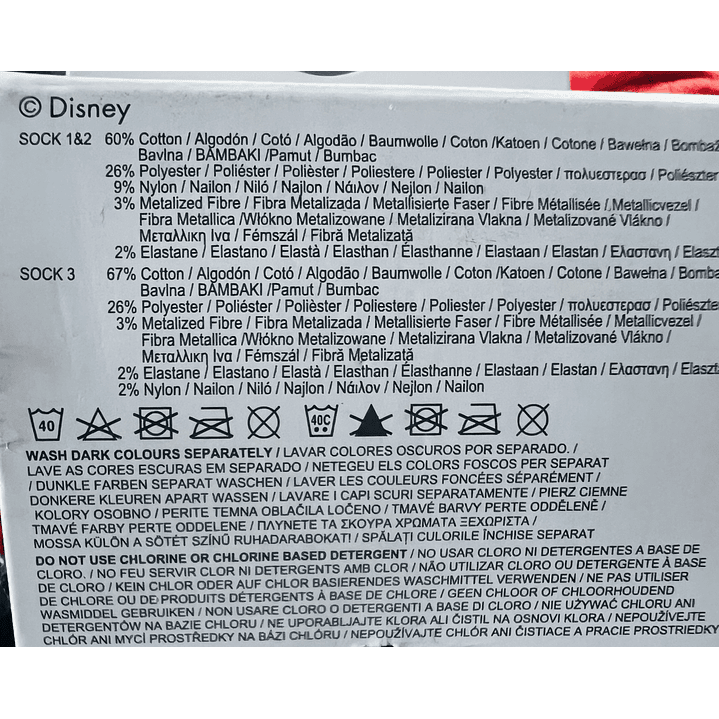 © Disney
SOCK 1&2 60% Cotton / Algodón / Cotó / Algodão / Baumwolle / Coton /Katoen / Cotone / Bawełna /
Bavlna / BAMBAKI /Pamut / Bumbac
26% Polyester / Poliéster / Polièster / Poliestere / Poliester / Polyester / πολυεστερασ / Poliészter
9% Nylon / Nailon / Niló / Najlon / Νάιλον / Nejlon / Nailon
3% Metalized Fibre / Fibra Metalizada / Metallisierte Faser / Fibre Métallisée / Metallicvezel /
Fibra Metallica /Włókno Metalizowane / Metalizirana Vlakna / Metalizované Vlákno /
Μεταλλικη Ινα / Fémszál / Fibră Metalizată
2% Elastane / Elastano / Elastà / Elasthan / Élasthanne / Elastaan / Elastan / Ελαστανη /
SOCK 3 67% Cotton / Algodón / Cotó / Algodão / Baumwolle / Coton /Katoen / Cotone / Bawełna /
Bavlna / BAMBAKI /Pamut / Bumbac
26% Polyester / Poliéster / Polièster / Poliestere / Poliester / Polyester / πολυεστερασ /
3% Metalized Fibre / Fibra Metalizada / Metallisierte Faser / Fibre Métallisée / Metallicvezel /
Fibra Metallica /Włókno Metalizowane / Metalizirana Vlakna / Metalizované Vlákno /
Μεταλλικη Ινα / Fémszál / Fibră Metalizată
2% Elastane / Elastano / Elastà / Elasthan / Élasthanne / Elastaan / Elastan / Ελαστανη /
2% Nylon / Nailon / Niló / Najlon / Νάιλον / Nejlon / Nailon
40 40C
WASH DARK COLOURS SEPARATELY / LAVAR COLORES OSCUROS POR SEPARADO. /
LAVE AS CORES ESCURAS EM SEPARADO / NETEGEU ELS COLORS FOSCOS PER SEPARAT
/ DUNKLE FARBEN SEPARAT WASCHEN / LAVER LES COULEURS FONCÉES SÉPARÉMENT /
DONKERE KLEUREN APART WASSEN / LAVARE I CAPI SCURI SEPARATAMENTE / PIERZ CIEMNE
KOLORY OSOBNO / PERITE TEMNA OBLAČILA LOČENO / TMAVÉ BARVY PERTE ODDĚLENĚ /
TMAVÉ FARBY PERTE ODDELENE / ΠΛΥΝΕΤΕ ΤΑ ΣΚΟΥΡΑ ΧΡΩΜΑΤΑ ΞΕΧΩΡΙΣΤΑ /
MOSSA KÜLÖN A SÖTÉT SZÍNŰ RUHADARABOKAT! / SPĂLAȚI CULORILE ÎNCHISE SEPARAT
DO NOT USE CHLORINE OR CHLORINE BASED DETERGENT / NO USAR CLORO NI DETERGENTES A BASE DE
CLORO. / NO FEU SERVIR CLOR NI DETERGENTS AMB CLOR / NÃO UTILIZAR CLORO OU DETERGENTE À BASE
DE CLORO / KEIN CHLOR ODER AUF CHLOR BASIERENDES WASCHMITTEL VERWENDEN / NE PAS UTILISER
DE CHLORE OU DE PRODUITS DÉTERGENTS À BASE DE CHLORE / GEEN CHLOOR OF CHLOORHOUDEND
WASMIDDEL GEBRUIKEN / NON USARE CLORO O DETERGENTI A BASE DI CLORO / NIE UŻYWAĆ CHLORU ANI
DETERGENTÓW NA BAZIE CHLORU / NE UPORABLJAJTE KLORA ALI ČISTIL NA OSNOVI KLORA / NEPOUŽÍVEJTE
CHLÓR ANI MYCÍ PROSTŘEDKY NA BÁZI CHLÓRU / NEPOUŽÍVAJTE CHLÓR ANI ČISTIACE A PRACIE PROSTRIEDKY